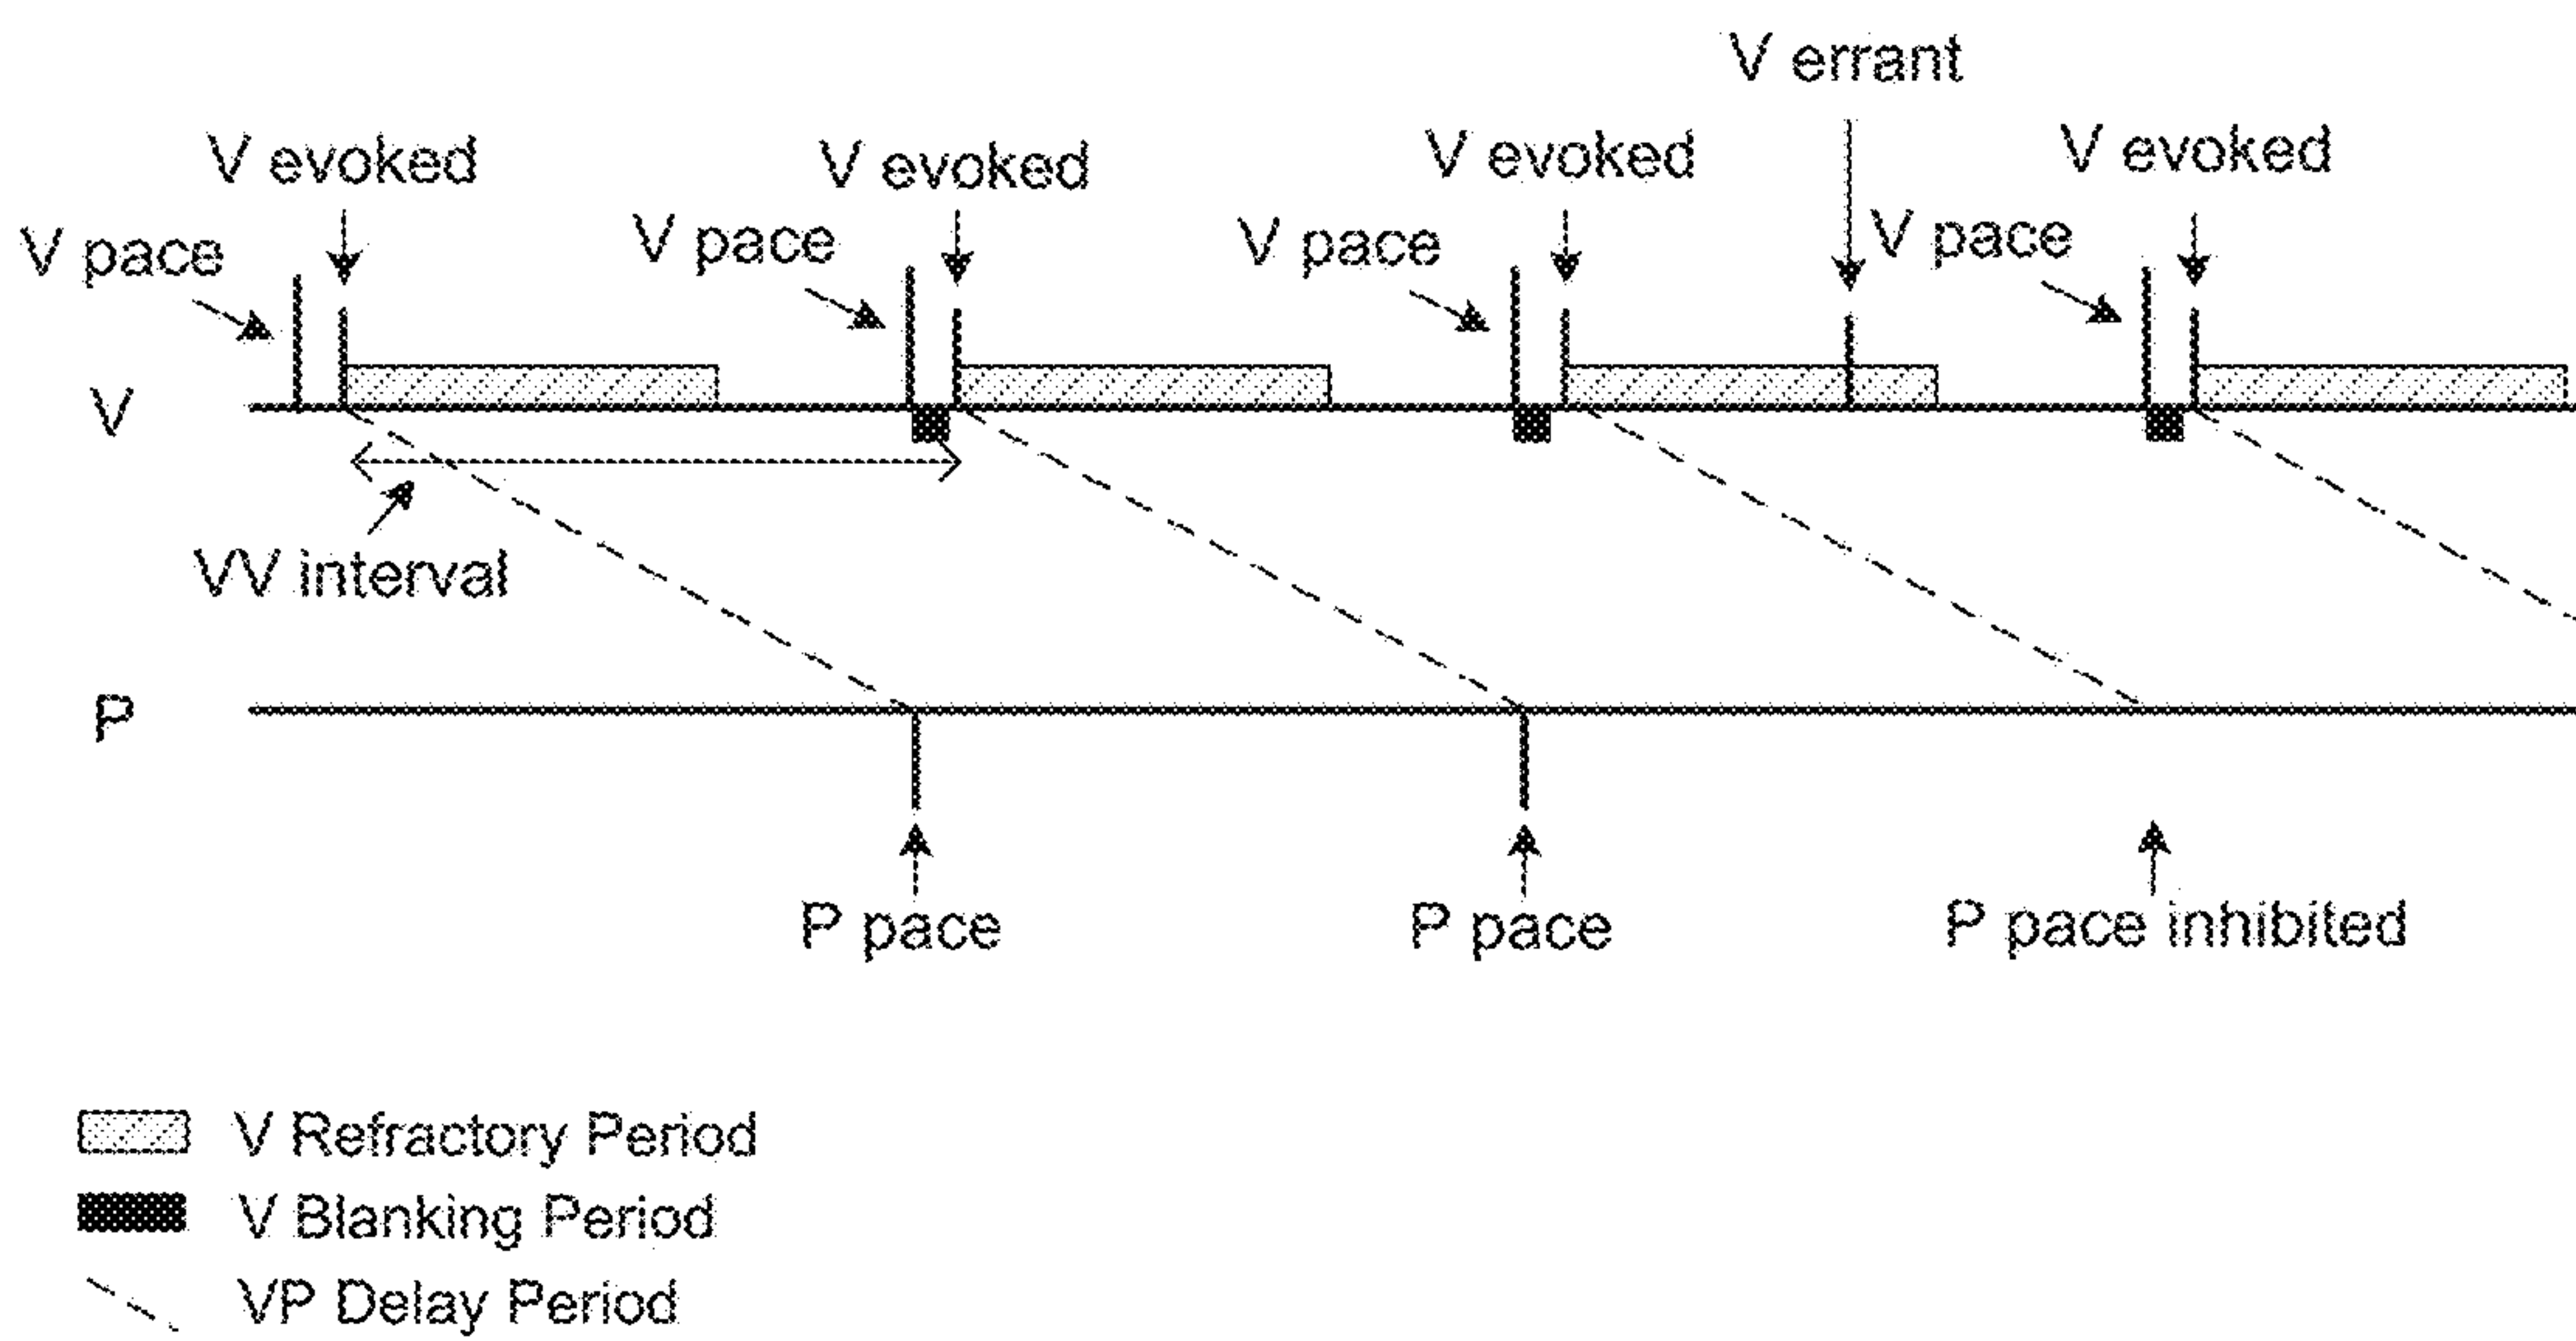 V errant
V evoked
V evoked
V evoked
V evoked
V pace
V pace
V pace
V pace
V
VV interval
P
P pace
P pace
P pace inhibited
V Refractory Period
V Blanking Period
VP Delay Period